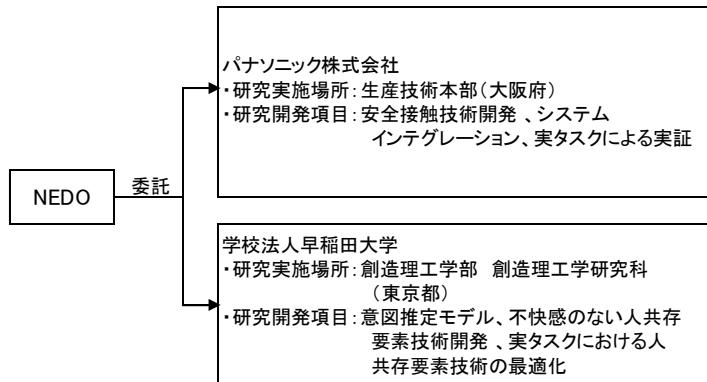 パナソニック株式会社
・研究実施場所：生産技術本部（大阪府）
・研究開発項目：安全接触技術開発 、システム
インテグレーション、実タスクによる実証
NEDO
委託
学校法人早稲田大学
・研究実施場所：創造理工学部　創造理工学研究科
（東京都）
・研究開発項目：意図推定モデル、不快感のない人共存
要素技術開発 、実タスクにおける人
共存要素技術の最適化